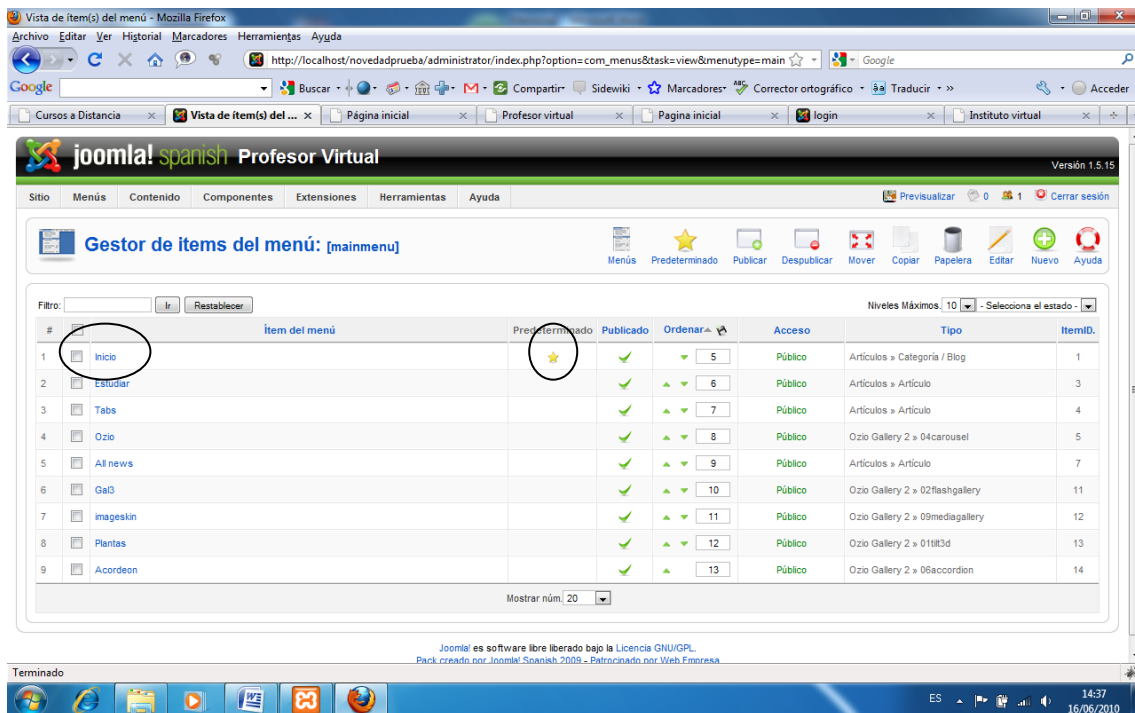 Vista de ítem(s) del menú - Mozilla Firefox
Archivo Editar Ver Historial Marcadores Herramientas Ayuda
http://localhost/novedadprueba/administrator/index.php?option=com_menus&task=view&menutype=main Google
Google Buscar Compartir Sidewiki Marcadores Corrector ortográfico Traducir » Acceder
Cursos a Distancia Vista de ítem(s) del ... Página inicial Profesor virtual Pagina inicial login Instituto virtual
joomla! spanish Profesor Virtual
Versión 1.5.15
Sitio Menús Contenido Componentes Extensiones Herramientas Ayuda Previsualizar 0 1 Cerrar sesión
Gestor de items del menú: [mainmenu]
Menús Predeterminado Publicar Despublicar Mover Copiar Papelera Editar Nuevo Ayuda
Filtro: Ir Restablecer Niveles Máximos. 10 - Selecciona el estado -
# Ítem del menú Predeterminado Publicado Ordenar Acceso Tipo ItemID.
1 Inicio 5 Público Artículos » Categoría / Blog 1
2 Estudiar 6 Público Artículos » Artículo 3
3 Tabs 7 Público Artículos » Artículo 4
4 Ozio 8 Público Ozio Gallery 2 » 04carousel 5
5 All news 9 Público Artículos » Artículo 7
6 Gal3 10 Público Ozio Gallery 2 » 02flashgallery 11
7 imageskin 11 Público Ozio Gallery 2 » 09mediagallery 12
8 Plantas 12 Público Ozio Gallery 2 » 01tilt3d 13
9 Acordeon 13 Público Ozio Gallery 2 » 06accordion 14
Mostrar núm. 20
Joomla! es software libre liberado bajo la Licencia GNU/GPL.
Pack creado por Joomla! Spanish 2009 - Patrocinado por Web Empresa
Terminado
ES 14:37
16/06/2010